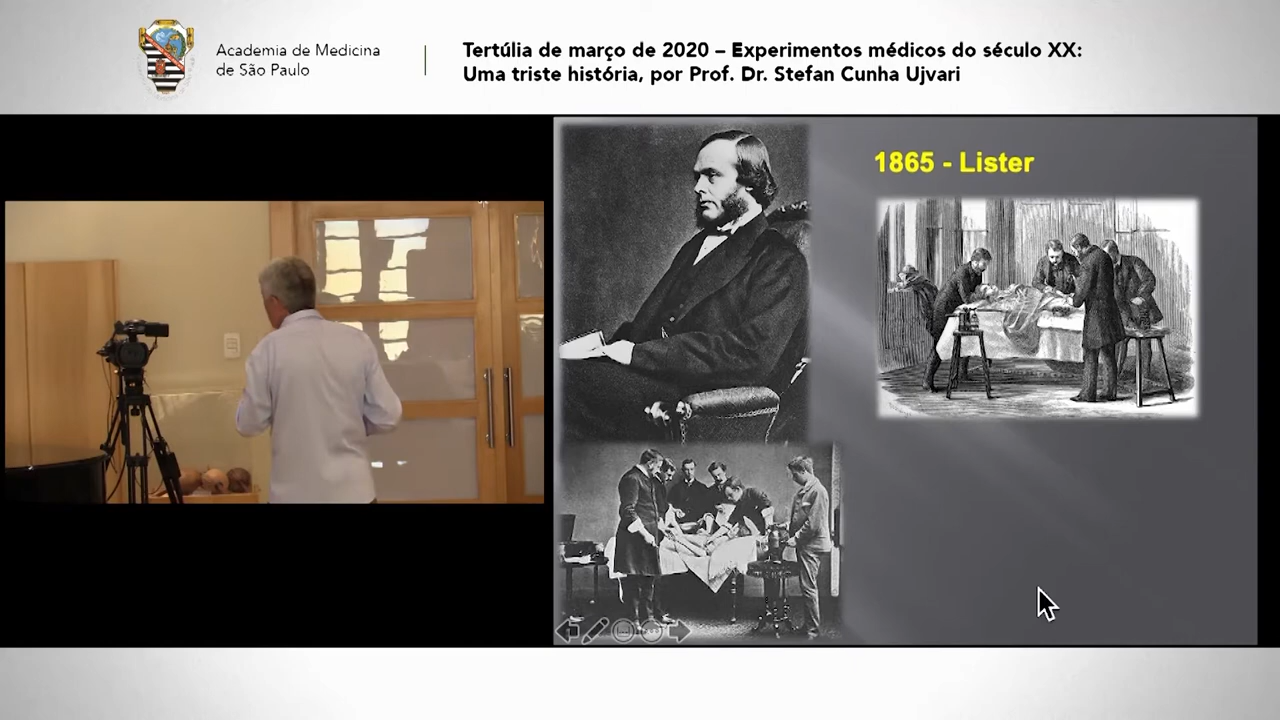 Academia de Medicina
de São Paulo
Tertúlia de março de 2020 – Experimentos médicos do século XX:
Uma triste história, por Prof. Dr. Stefan Cunha Ujvari
1865 - Lister